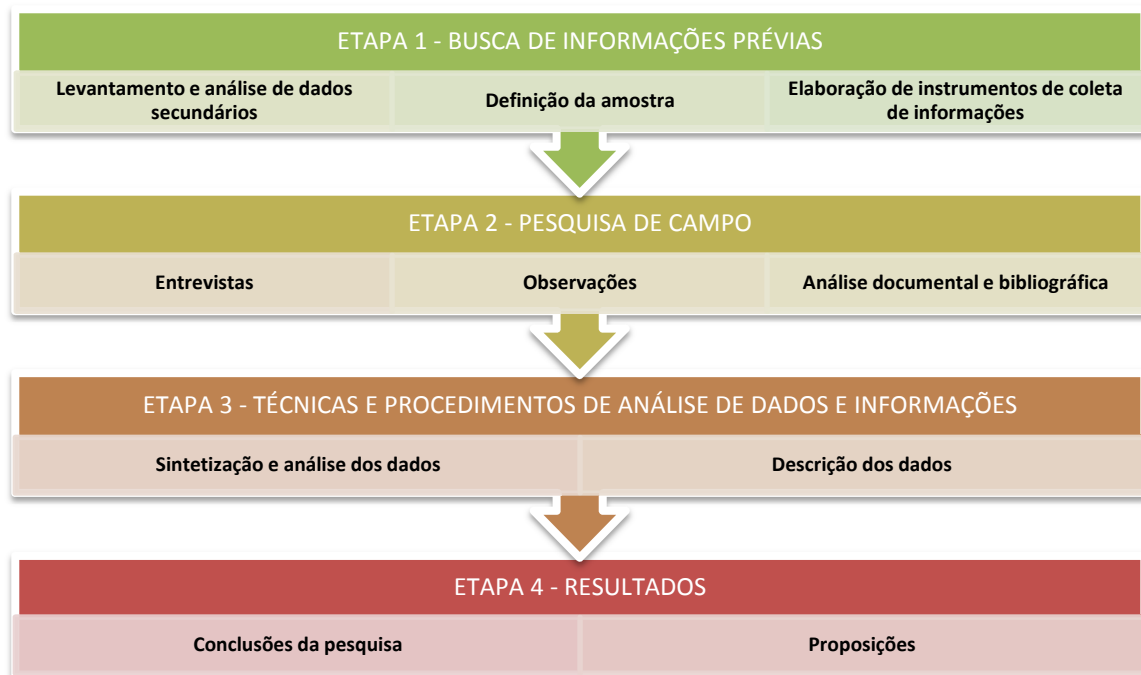 ETAPA 1 - BUSCA DE INFORMAÇÕES PRÉVIAS
Levantamento e análise de dados
secundários
Definição da amostra
Elaboração de instrumentos de coleta
de informações
ETAPA 2 - PESQUISA DE CAMPO
Entrevistas
Observações
Análise documental e bibliográfica
ETAPA 3 - TÉCNICAS E PROCEDIMENTOS DE ANÁLISE DE DADOS E INFORMAÇÕES
Sintetização e análise dos dados
Descrição dos dados
ETAPA 4 - RESULTADOS
Conclusões da pesquisa
Proposições